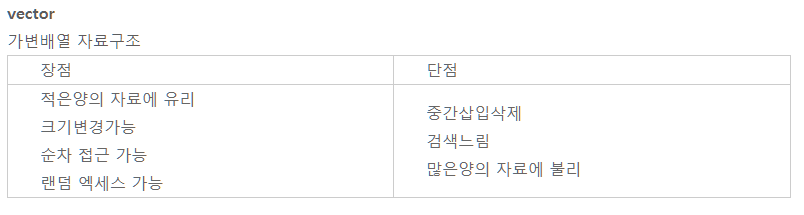 vector
가변배열 자료구조
장점
단점
적은양의 자료에 유리
크기변경가능
순차 접근 가능
랜덤 엑세스 가능
중간삽입삭제
검색느림
많은양의 자료에 불리